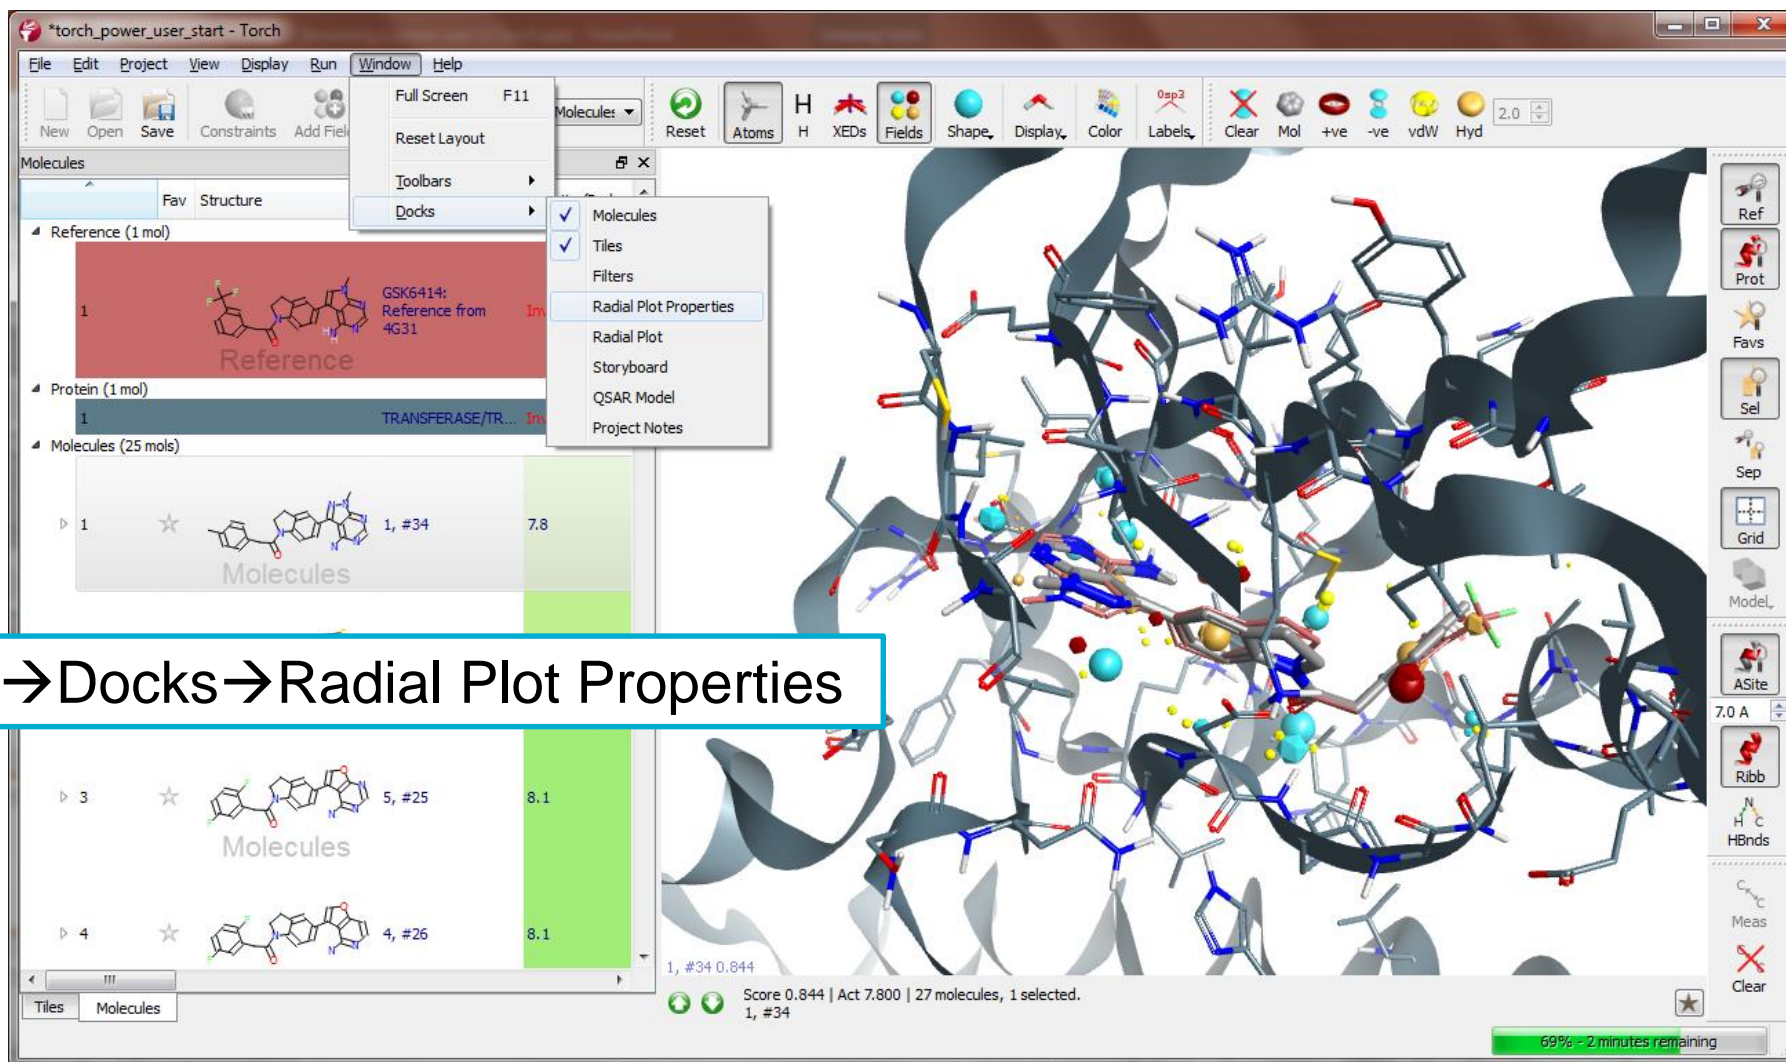 *torch_power_user_start - Torch
File Edit Project View Display Run Window Help
New Open Save Constraints Add Fiel
Molecules
Reset Atoms H H XEDs Fields Shape Display Color Labels 0sp3 Clear Mol +ve -ve vdW Hyd 2.0
Full Screen F11
Reset Layout
Toolbars
Docks
Molecules
Tiles
Filters
Radial Plot Properties
Radial Plot
Storyboard
QSAR Model
Project Notes
Molecules
Fav Structure
Reference (1 mol)
1
GSK6414:
Reference from
4G31
Inv
Reference
Protein (1 mol)
1 TRANSFERASE/TR... Inv
Molecules (25 mols)
1 1, #34 7.8
Molecules
→Docks→Radial Plot Properties
3 5, #25 8.1
Molecules
4 4, #26 8.1
Tiles Molecules
1, #34 0.844
Score 0.844 | Act 7.800 | 27 molecules, 1 selected.
1, #34
69% - 2 minutes remaining
Ref
Prot
Favs
Sel
Sep
Grid
Model
ASite
7.0 A
Ribb
N
H C
HBnds
C
C
Meas
Clear